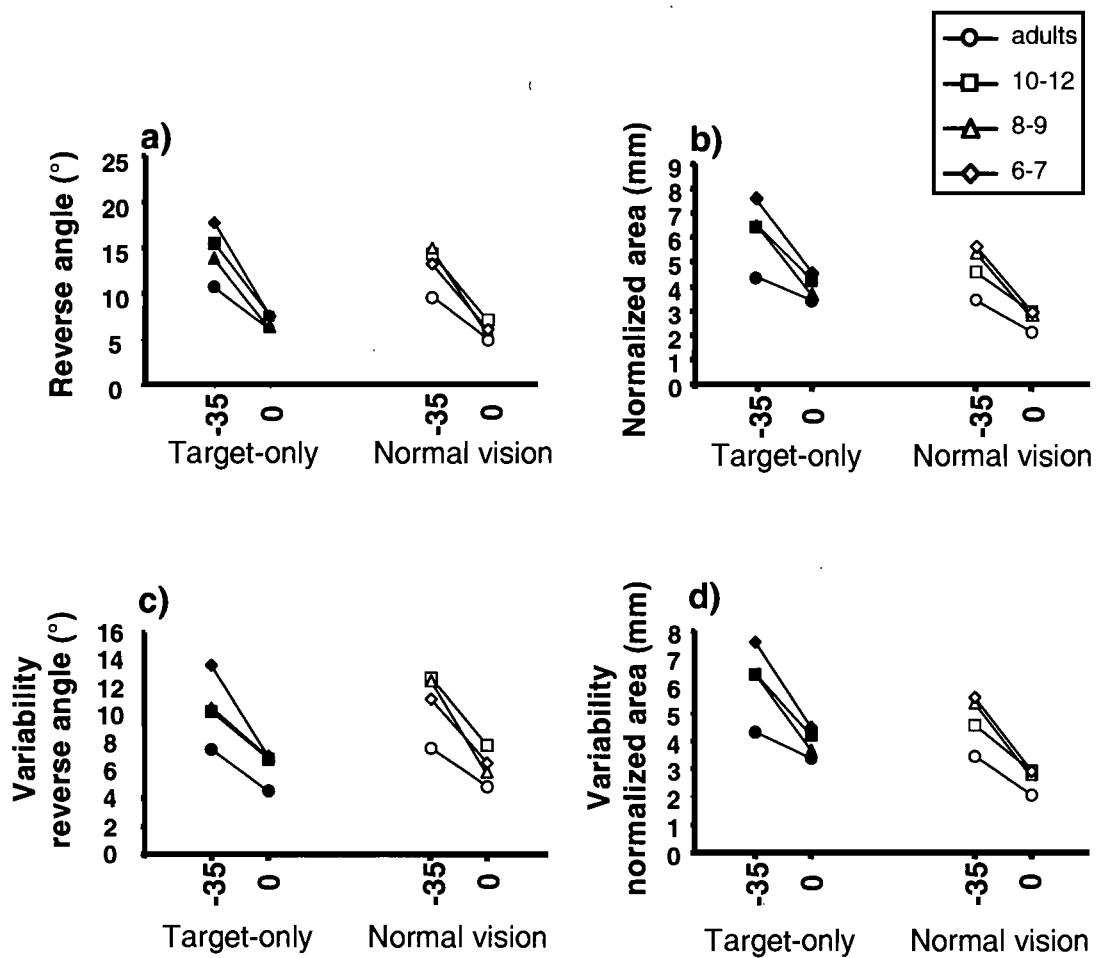 adults
10-12
8-9
6-7
a)
Reverse angle (°)
25
20
15
10
5
0
-35
0
-35
0
Target-only
Normal vision
b)
Normalized area (mm)
9
8
7
6
5
4
3
2
1
0
-35
0
-35
0
Target-only
Normal vision
c)
Variability
reverse angle (°)
16
14
12
10
8
6
4
2
0
-35
0
-35
0
Target-only
Normal vision
d)
Variability
normalized area (mm)
8
7
6
5
4
3
2
1
0
-35
0
-35
0
Target-only
Normal vision